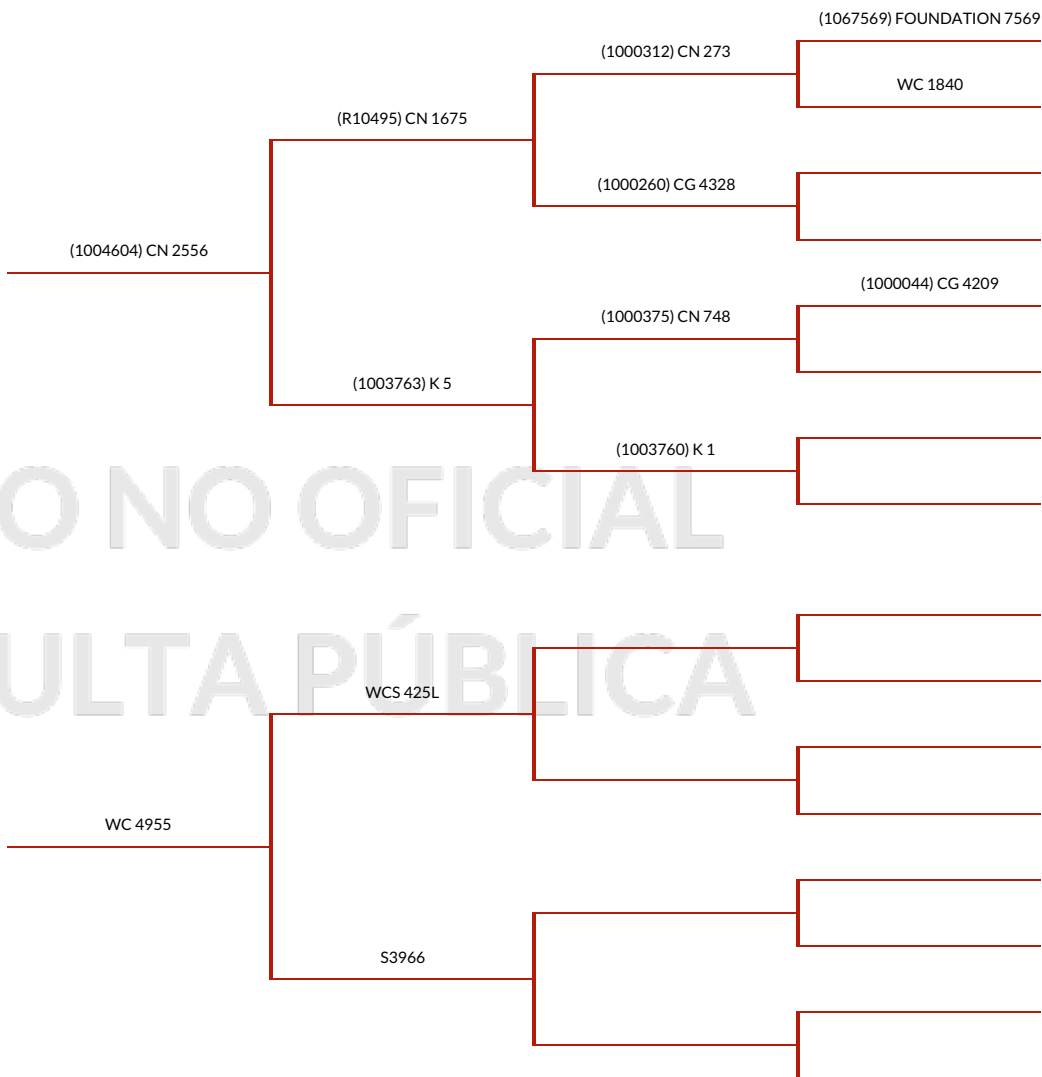 (1067569) FOUNDATION 7569
(1000312) CN 273
WC 1840
(R10495) CN 1675
(1000260) CG 4328
(1004604) CN 2556
(1000044) CG 4209
(1000375) CN 748
(1003763) K 5
(1003760) K 1
O NO OFICIAL
ULTA PÚBLICA
WCS 425L
WC 4955
S3966